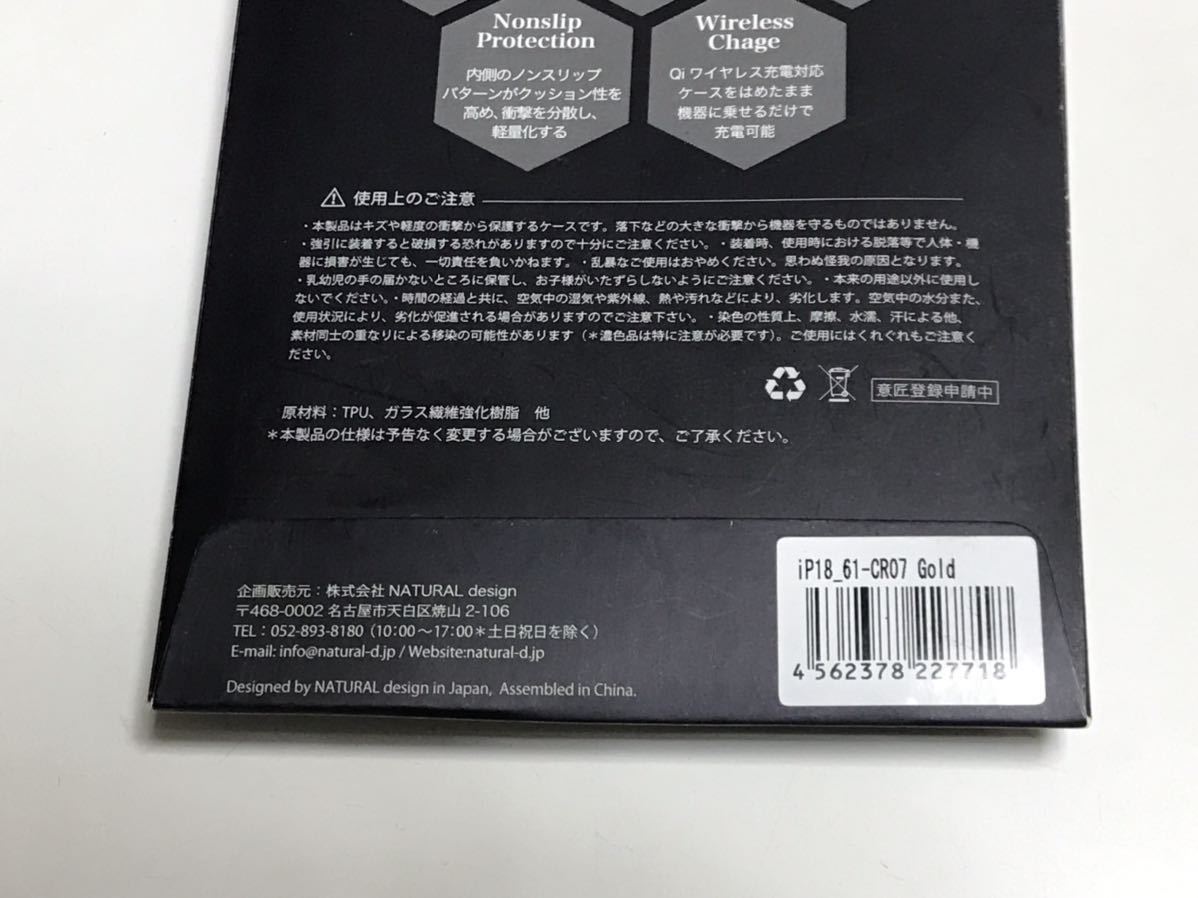 Nonslip
Protection
内側のノンスリップ
パターンがクッション性を
高め、衝撃を分散し、
軽量化する
Wireless
Chage
Qiワイヤレス充電対応
ケースをはめたまま
機器に乗せるだけで
充電可能
使用上のご注意
・本製品はキズや軽度の衝撃から保護するケースです。落下などの大きな衝撃から機器を守るものではありません。
・強引に装着すると破損する恐れがありますので十分にご注意ください。・装着時、使用時における脱落等で人体・機
器に損害が生じても、一切責任を負いかねます。・乱暴なご使用はおやめください。思わぬ怪我の原因となります。
・乳幼児の手の届かないところに保管し、お子様がいたずらしないようにご注意ください。・本来の用途以外に使用し
ないでください。・時間の経過と共に、空気中の湿気や紫外線、熱や汚れなどにより、劣化します。空気中の水分また、
使用状況により、劣化が促進される場合がありますのでご注意下さい。・染色の性質上、摩擦、水濡、汗による他、
素材同士の重なりによる移染の可能性があります（＊濃色品は特に注意が必要です）。ご使用にはくれぐれもご注意く
ださい。
意匠登録申請中
原材料：TPU、ガラス繊維強化樹脂　他
＊本製品の仕様は予告なく変更する場合がございますので、ご了承ください。
企画販売元：株式会社 NATURAL design
〒468-0002 名古屋市天白区焼山 2-106
TEL：052-893-8180（10:00～17:00＊土日祝日を除く）
E-mail: info@natural-d.jp / Website:natural-d.jp
Designed by NATURAL design in Japan, Assembled in China.
iP18_61-CR07 Gold
4 562378 227718